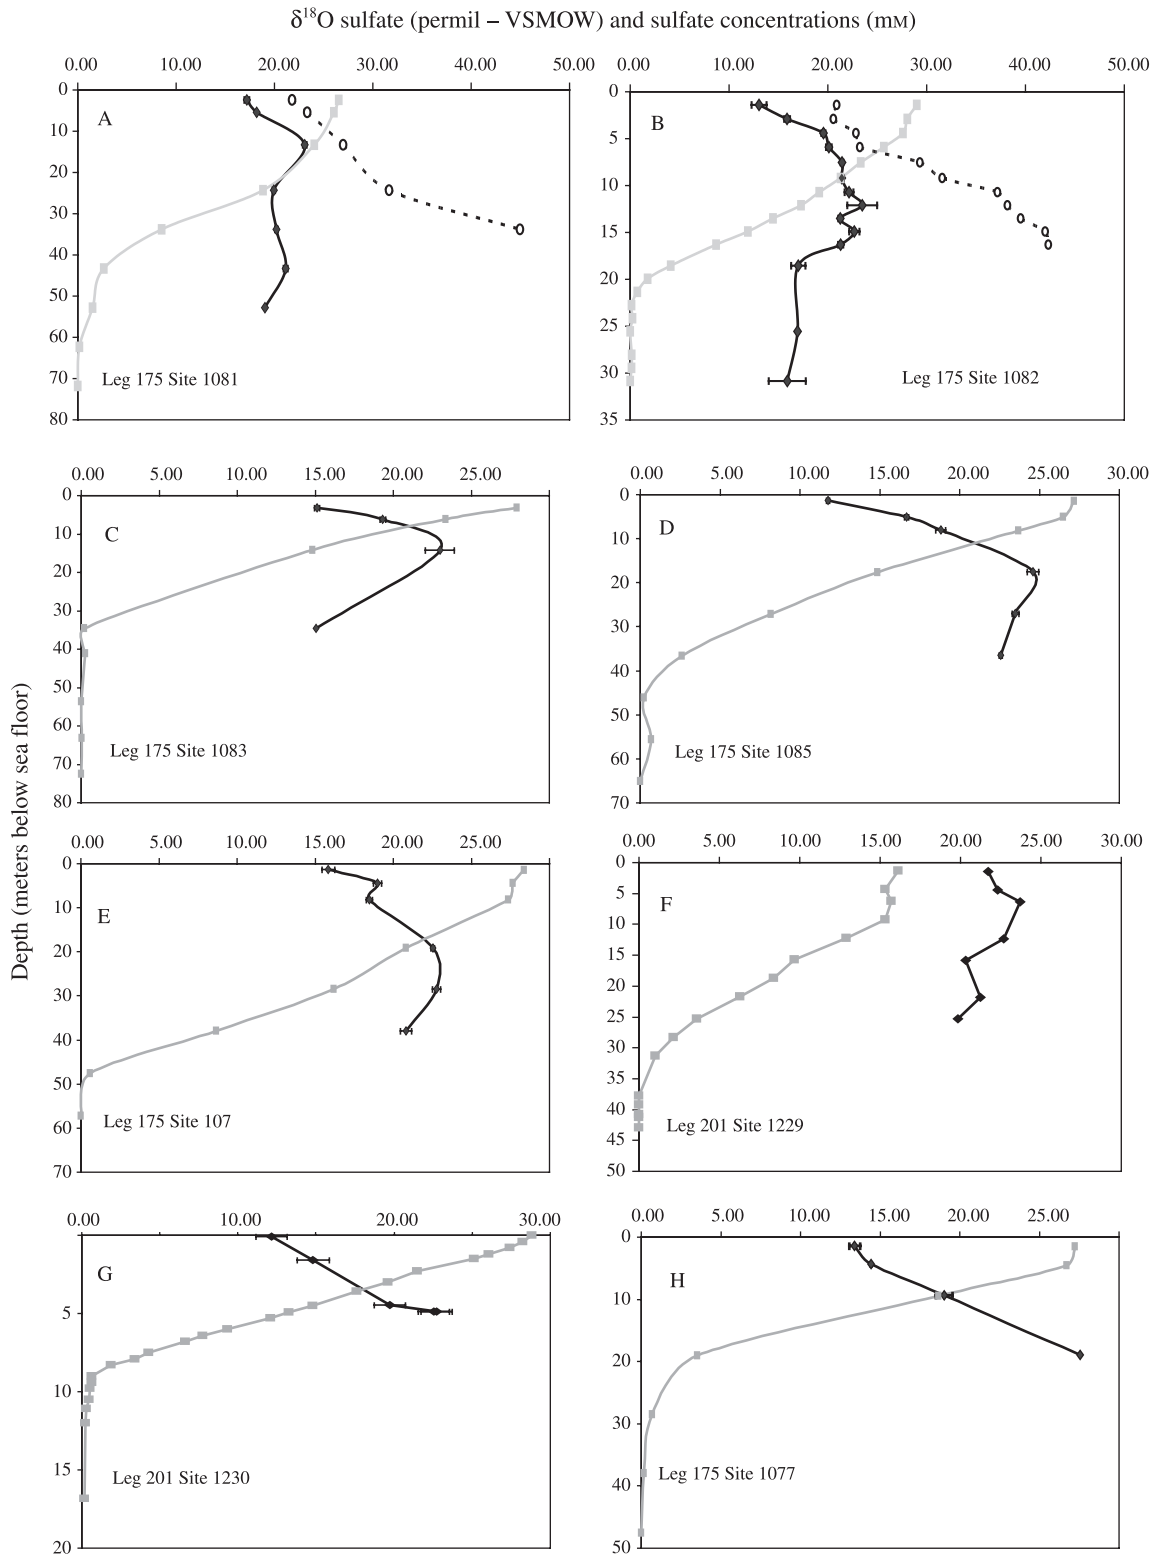 δ18O sulfate (permil – VSMOW) and sulfate concentrations (mM)
Depth (meters below sea floor)
0.00 10.00 20.00 30.00 40.00 50.00
0
10
20
30
40
50
60
70
80
A
Leg 175 Site 1081
0.00 10.00 20.00 30.00 40.00 50.00
0
5
10
15
20
25
30
35
B
Leg 175 Site 1082
0.00 5.00 10.00 15.00 20.00 25.00
0
10
20
30
40
50
60
70
80
C
Leg 175 Site 1083
0.00 5.00 10.00 15.00 20.00 25.00 30.00
0
10
20
30
40
50
60
70
D
Leg 175 Site 1085
0.00 5.00 10.00 15.00 20.00 25.00
0
10
20
30
40
50
60
70
E
Leg 175 Site 107
0.00 5.00 10.00 15.00 20.00 25.00 30.00
0
5
10
15
20
25
30
35
40
45
50
F
Leg 201 Site 1229
0.00 10.00 20.00 30.00
5
10
15
20
G
Leg 201 Site 1230
0.00 5.00 10.00 15.00 20.00 25.00
0
10
20
30
40
50
H
Leg 175 Site 1077